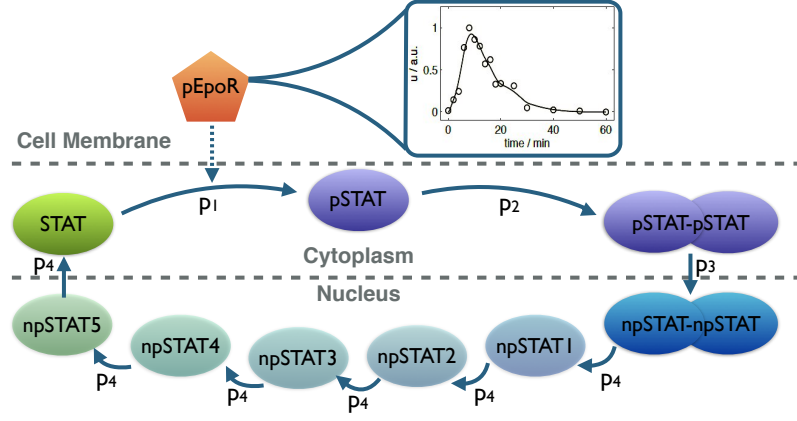 1
0.5
0
u / a.u.
0 20 40 60
time / min
pEpoR
Cell Membrane
STAT
p1
pSTAT
p2
pSTAT-pSTAT
p4
Cytoplasm
p3
Nucleus
npSTAT5
npSTAT4
npSTAT3
npSTAT2
npSTAT1
npSTAT-npSTAT
p4
p4
p4
p4
p4